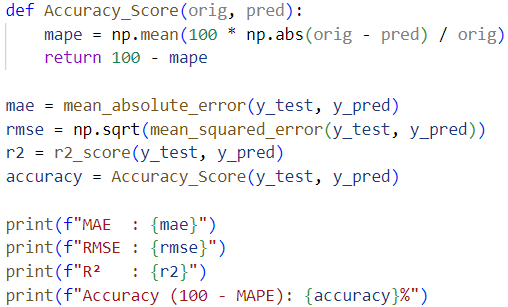 def Accuracy_Score(orig, pred):
    mape = np.mean(100 * np.abs(orig - pred) / orig)
    return 100 - mape

mae = mean_absolute_error(y_test, y_pred)
rmse = np.sqrt(mean_squared_error(y_test, y_pred))
r2 = r2_score(y_test, y_pred)
accuracy = Accuracy_Score(y_test, y_pred)

print(f"MAE  : {mae}")
print(f"RMSE : {rmse}")
print(f"R²   : {r2}")
print(f"Accuracy (100 - MAPE): {accuracy}%")